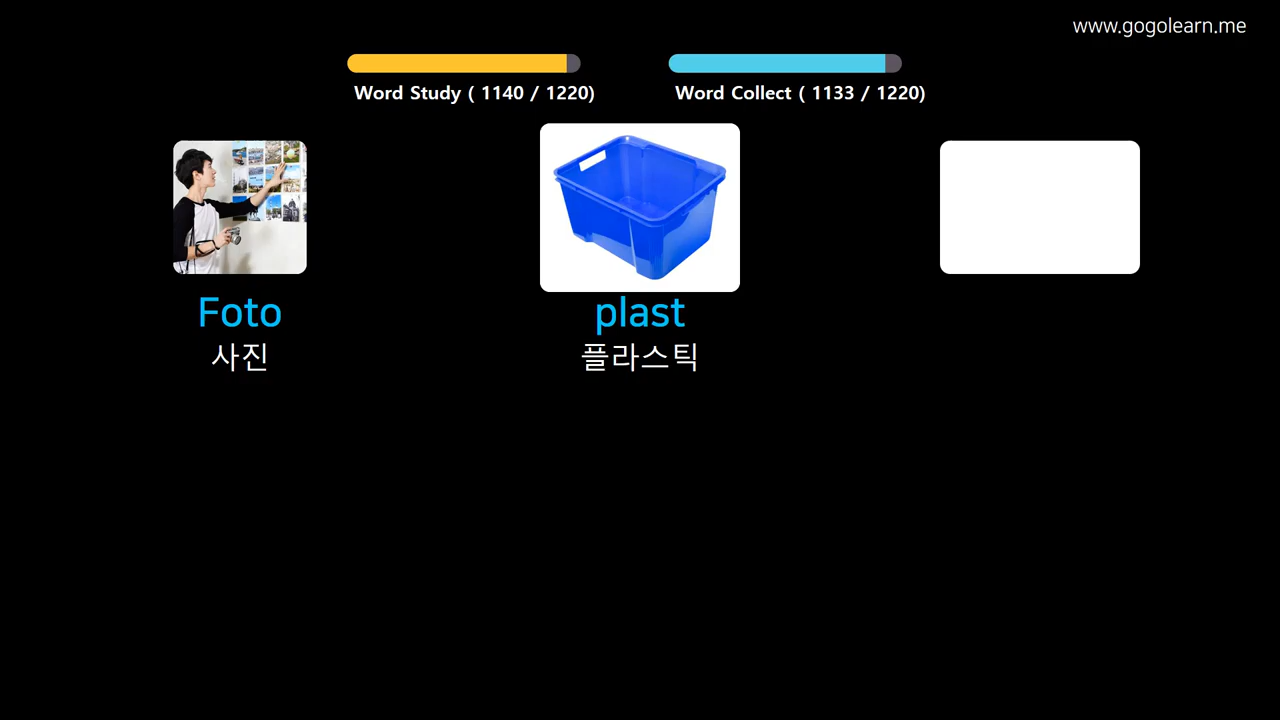 www.gogolearn.me
Word Study ( 1140 / 1220)
Word Collect ( 1133 / 1220)
Foto
사진
plast
플라스틱